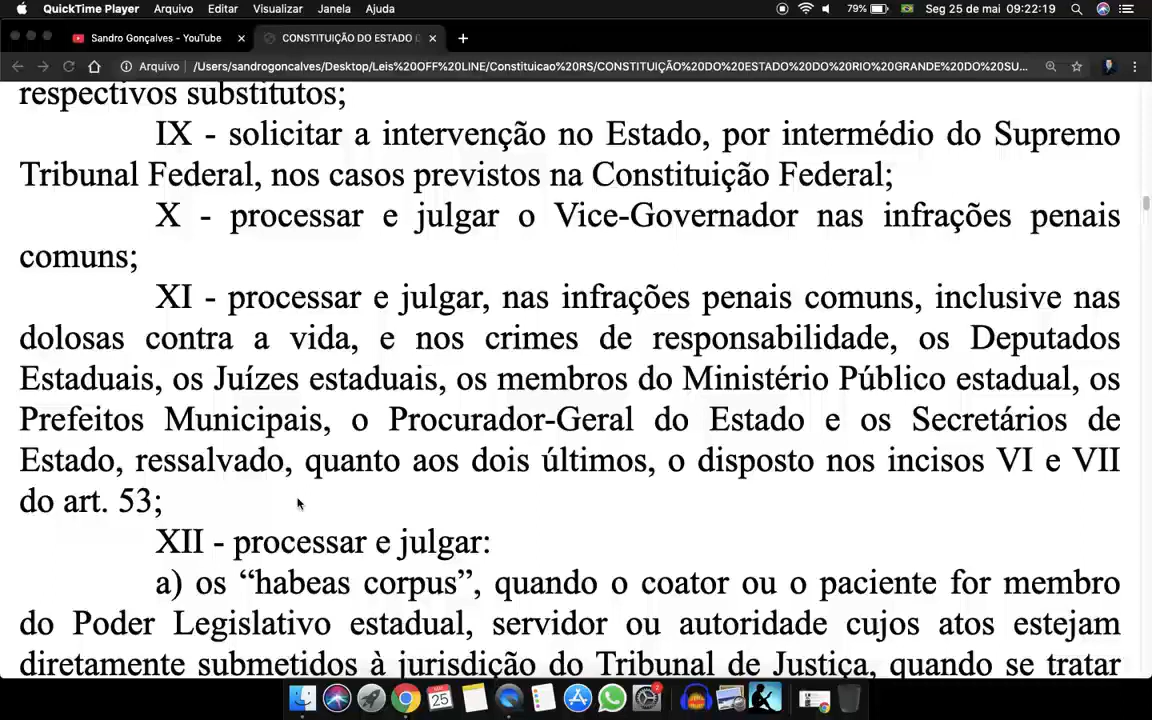 QuickTime Player Arquivo Editar Visualizar Janela Ajuda 79% Seg 25 de mai 09:22:19
Sandro Gonçalves - YouTube CONSTITUIÇÃO DO ESTADO
Arquivo /Users/sandrogoncalves/Desktop/Leis%20OFF%20LINE/Constituicao%20RS/CONSTITUIÇÃO%20DO%20ESTADO%20DO%20RIO%20GRANDE%20DO%20SU...
respectivos substitutos;
IX - solicitar a intervenção no Estado, por intermédio do Supremo
Tribunal Federal, nos casos previstos na Constituição Federal;
X - processar e julgar o Vice-Governador nas infrações penais
comuns;
XI - processar e julgar, nas infrações penais comuns, inclusive nas
dolosas contra a vida, e nos crimes de responsabilidade, os Deputados
Estaduais, os Juízes estaduais, os membros do Ministério Público estadual, os
Prefeitos Municipais, o Procurador-Geral do Estado e os Secretários de
Estado, ressalvado, quanto aos dois últimos, o disposto nos incisos VI e VII
do art. 53;
XII - processar e julgar:
a) os “habeas corpus”, quando o coator ou o paciente for membro
do Poder Legislativo estadual, servidor ou autoridade cujos atos estejam
diretamente submetidos à jurisdição do Tribunal de Justiça, quando se tratar
25